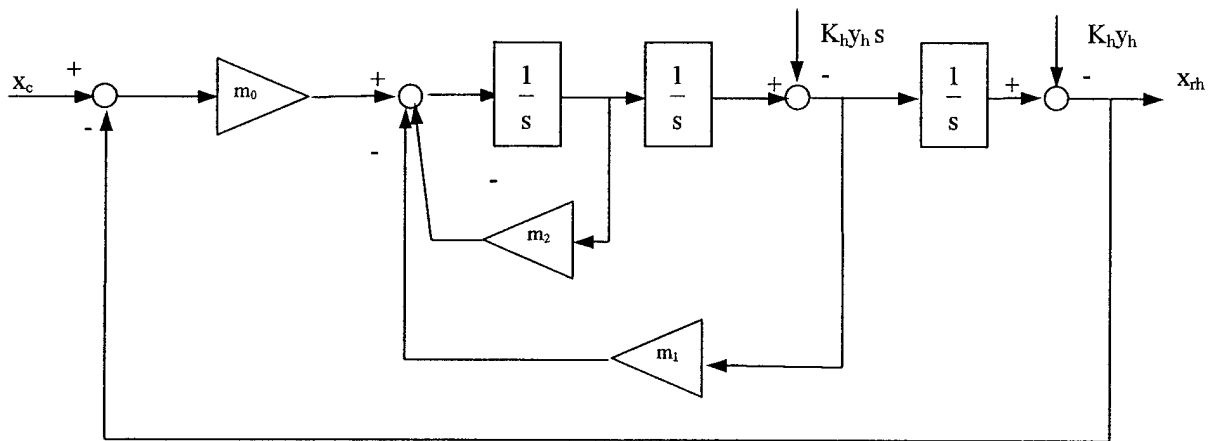 K_h y_h s
K_h y_h
x_c + - m_0 + - 1/s 1/s + - 1/s + - x_rh
- m_2
m_1